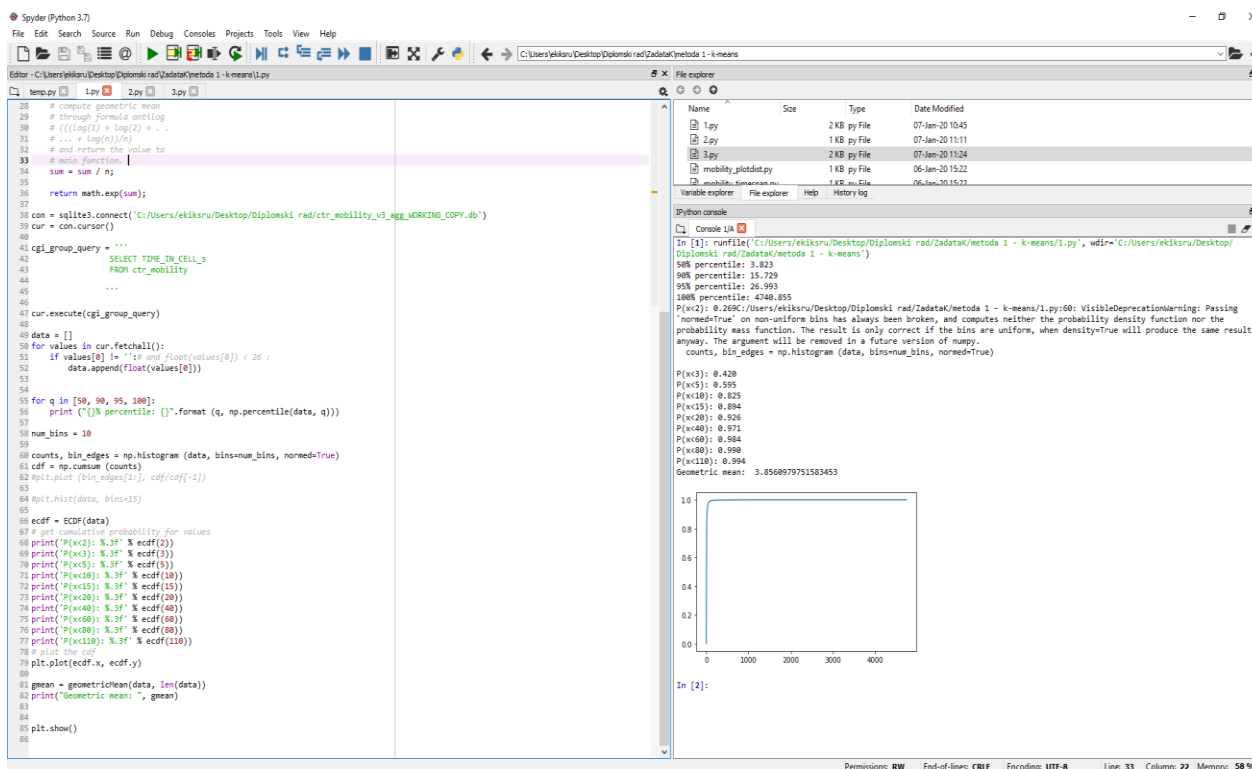 Spyder (Python 3.7)
File Edit Search Source Run Debug Consoles Projects Tools View Help
C:\Users\ekiksru\Desktop\Diplomski rad\ZadataK\metoda 1 - k-means
Editor - C:\Users\ekiksru\Desktop\Diplomski rad\ZadataK\metoda 1 - k-means\1.py
temp.py 1.py 2.py 3.py
28 # compute geometric mean
29 # through formula antilog
30 # (((log(1) + log(2) + . .
31 # ... + log(n))/n)
32 # and return the value to
33 # main function.
34 sum = sum / n;
35
36 return math.exp(sum);
37
38 con = sqlite3.connect('C:/Users/ekiksru/Desktop/Diplomski rad/ctr_mobility_v3_agg_WORKING_COPY.db')
39 cur = con.cursor()
40
41 cgi_group_query = '''
42 SELECT TIME_IN_CELL_s
43 FROM ctr_mobility
44
45 '''
46
47 cur.execute(cgi_group_query)
48
49 data = []
50 for values in cur.fetchall():
51 if values[0] != '':# and float(values[0]) < 26 :
52 data.append(float(values[0]))
53
54
55 for q in [50, 90, 95, 100]:
56 print ("{}% percentile: {}".format (q, np.percentile(data, q)))
57
58 num_bins = 10
59
60 counts, bin_edges = np.histogram (data, bins=num_bins, normed=True)
61 cdf = np.cumsum (counts)
62 #plt.plot (bin_edges[1:], cdf/cdf[-1])
63
64 #plt.hist(data, bins=15)
65
66 ecdf = ECDF(data)
67 # get cumulative probability for values
68 print('P(x<2): %.3f' % ecdf(2))
69 print('P(x<3): %.3f' % ecdf(3))
70 print('P(x<5): %.3f' % ecdf(5))
71 print('P(x<10): %.3f' % ecdf(10))
72 print('P(x<15): %.3f' % ecdf(15))
73 print('P(x<20): %.3f' % ecdf(20))
74 print('P(x<40): %.3f' % ecdf(40))
75 print('P(x<60): %.3f' % ecdf(60))
76 print('P(x<80): %.3f' % ecdf(80))
77 print('P(x<110): %.3f' % ecdf(110))
78 # plot the cdf
79 plt.plot(ecdf.x, ecdf.y)
80
81 gmean = geometricMean(data, len(data))
82 print("Geometric mean: ", gmean)
83
84
85 plt.show()
86
File explorer
Name Size Type Date Modified
1.py 2 KB py File 07-Jan-20 10:45
2.py 1 KB py File 07-Jan-20 11:11
3.py 2 KB py File 07-Jan-20 11:24
mobility_plotdist.py 1 KB py File 06-Jan-20 15:22
mobility_timespan.py 1 KB py File 06-Jan-20 15:27
Variable explorer File explorer Help History log
IPython console
Console 1/A
In [1]: runfile('C:/Users/ekiksru/Desktop/Diplomski rad/ZadataK/metoda 1 - k-means/1.py', wdir='C:/Users/ekiksru/Desktop/
Diplomski rad/ZadataK/metoda 1 - k-means')
50% percentile: 3.823
90% percentile: 15.729
95% percentile: 26.993
100% percentile: 4740.855
P(x<2): 0.269C:/Users/ekiksru/Desktop/Diplomski rad/ZadataK/metoda 1 - k-means/1.py:60: VisibleDeprecationWarning: Passing
`normed=True` on non-uniform bins has always been broken, and computes neither the probability density function nor the
probability mass function. The result is only correct if the bins are uniform, when density=True will produce the same result
anyway. The argument will be removed in a future version of numpy.
counts, bin_edges = np.histogram (data, bins=num_bins, normed=True)
P(x<3): 0.420
P(x<5): 0.595
P(x<10): 0.825
P(x<15): 0.894
P(x<20): 0.926
P(x<40): 0.971
P(x<60): 0.984
P(x<80): 0.990
P(x<110): 0.994
Geometric mean: 3.8560979751583453
1.0
0.8
0.6
0.4
0.2
0.0
0 1000 2000 3000 4000
In [2]:
Permissions: RW End-of-lines: CRLF Encoding: UTF-8 Line: 33 Column: 22 Memory: 58 %